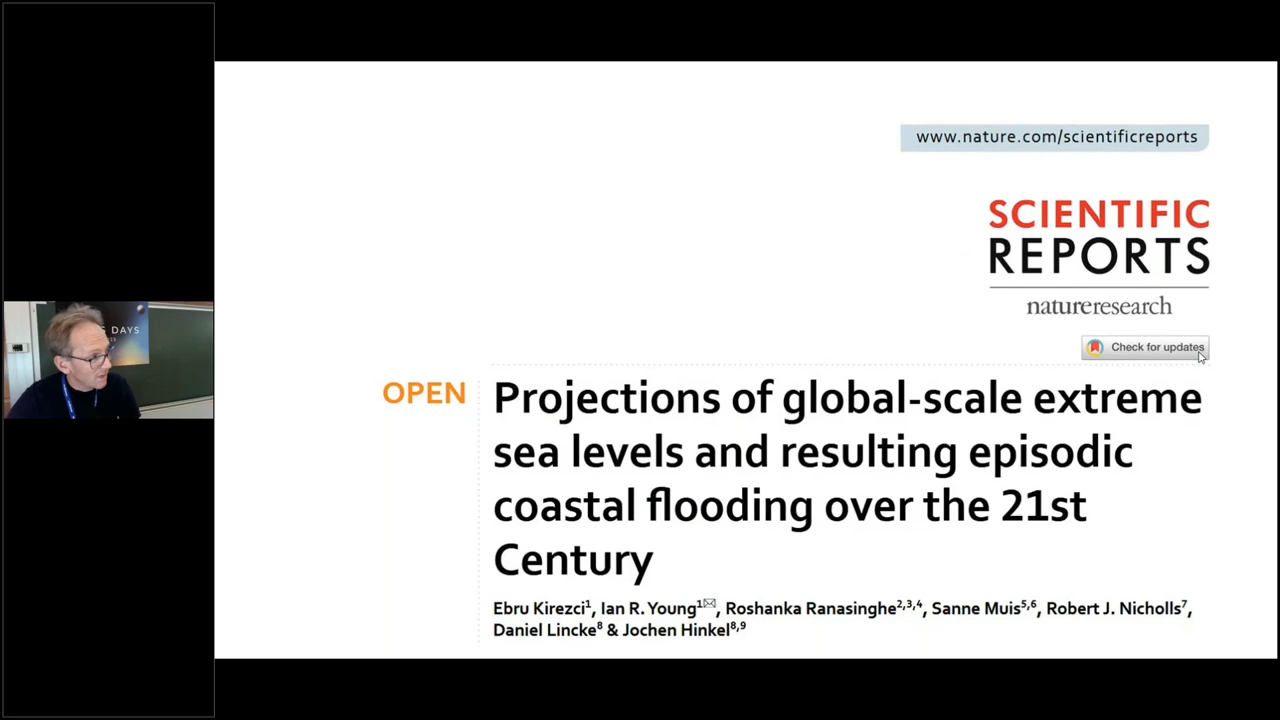 www.nature.com/scientificreports
SCIENTIFIC
REPORTS
natureresearch
Check for updates
OPEN
Projections of global-scale extreme
sea levels and resulting episodic
coastal flooding over the 21st
Century
Ebru Kirezci1, Ian R. Young1✉, Roshanka Ranasinghe2,3,4, Sanne Muis5,6, Robert J. Nicholls7,
Daniel Lincke8 & Jochen Hinkel8,9
DAYS